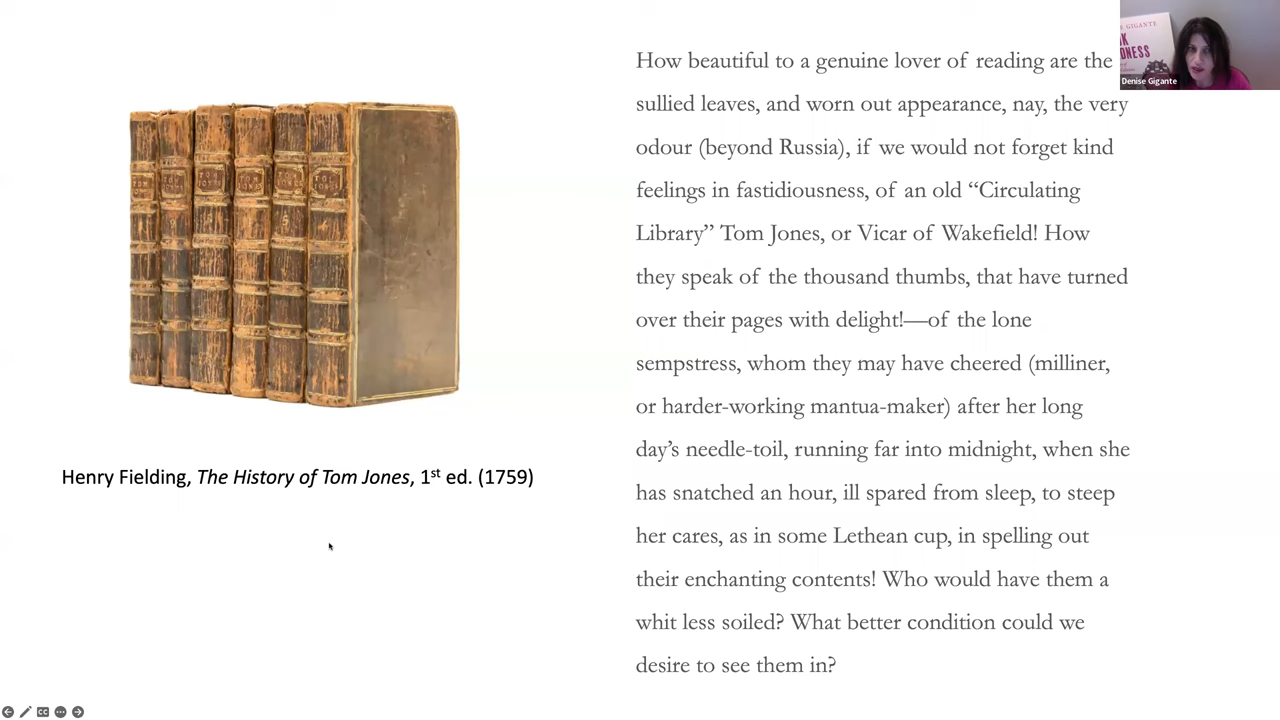 How beautiful to a genuine lover of reading are the
sullied leaves, and worn out appearance, nay, the very
odour (beyond Russia), if we would not forget kind
feelings in fastidiousness, of an old “Circulating
Library” Tom Jones, or Vicar of Wakefield! How
they speak of the thousand thumbs, that have turned
over their pages with delight!—of the lone
sempstress, whom they may have cheered (milliner,
or harder-working mantua-maker) after her long
day’s needle-toil, running far into midnight, when she
has snatched an hour, ill spared from sleep, to steep
her cares, as in some Lethean cup, in spelling out
their enchanting contents! Who would have them a
whit less soiled? What better condition could we
desire to see them in?
TOM
JONES
Henry Fielding, The History of Tom Jones, 1st ed. (1759)
E GIGANTE
OK
DNESS
Denise Gigante